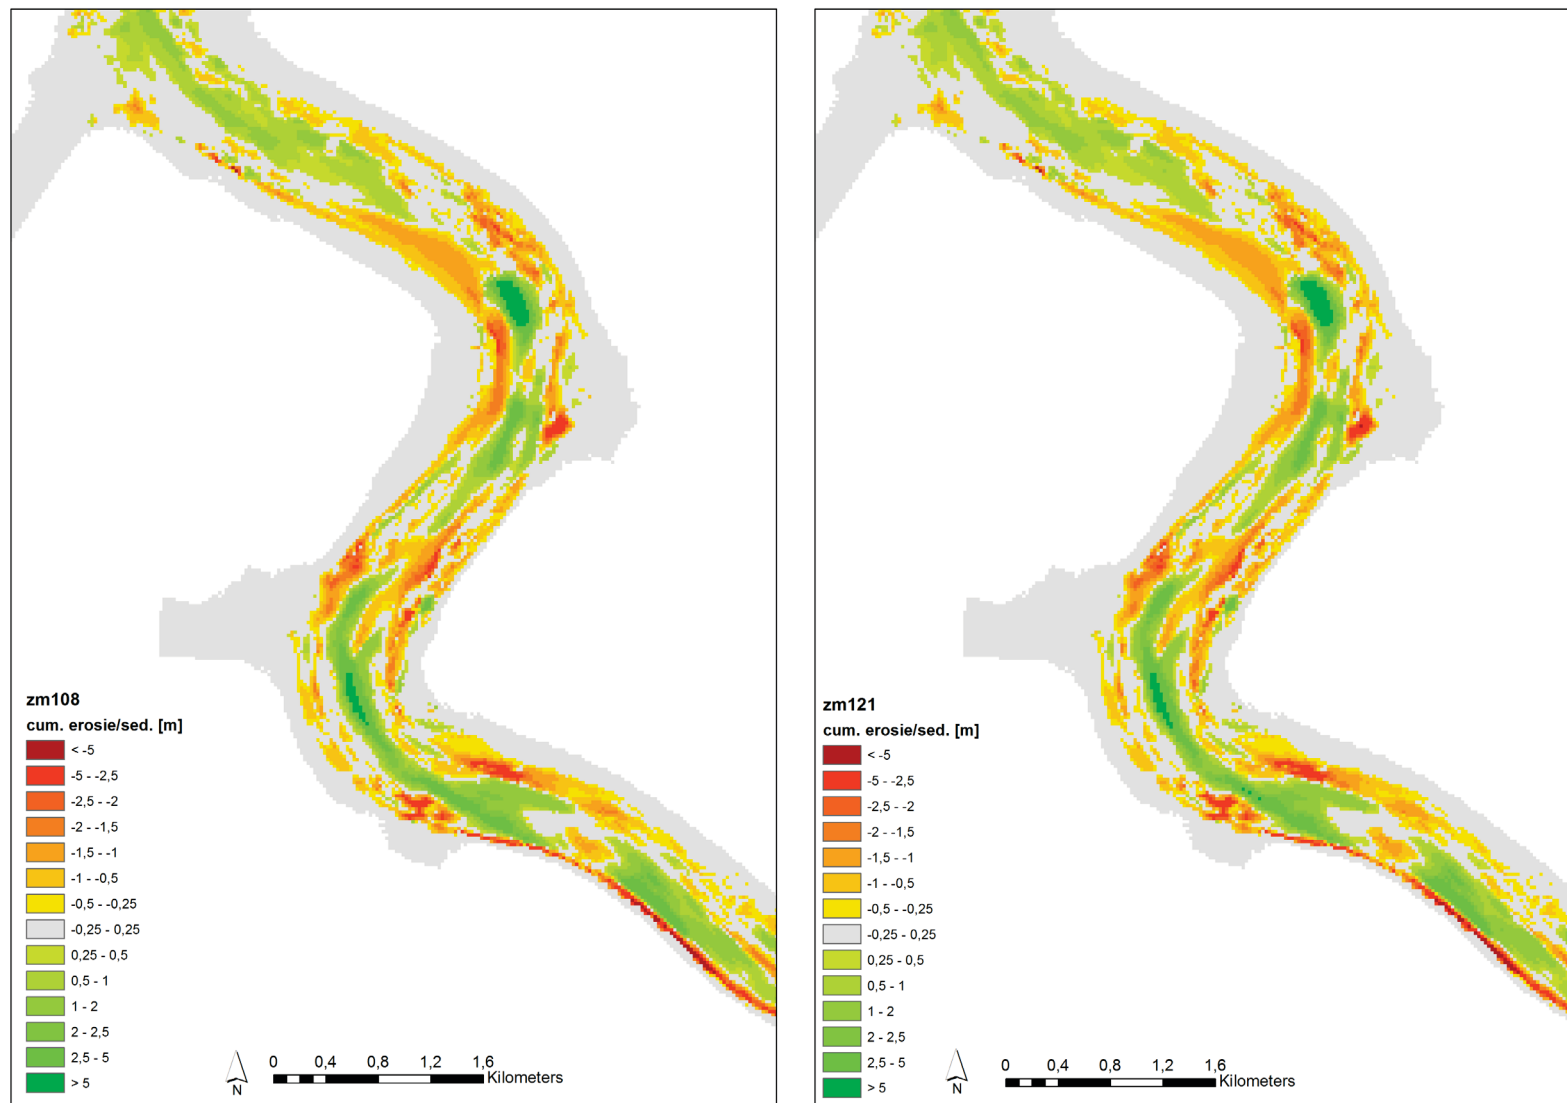 zm108
cum. erosie/sed. [m]
< -5
-5 - -2,5
-2,5 - -2
-2 - -1,5
-1,5 - -1
-1 - -0,5
-0,5 - -0,25
-0,25 - 0,25
0,25 - 0,5
0,5 - 1
1 - 2
2 - 2,5
2,5 - 5
> 5
N
0 0,4 0,8 1,2 1,6
Kilometers
zm121
cum. erosie/sed. [m]
< -5
-5 - -2,5
-2,5 - -2
-2 - -1,5
-1,5 - -1
-1 - -0,5
-0,5 - -0,25
-0,25 - 0,25
0,25 - 0,5
0,5 - 1
1 - 2
2 - 2,5
2,5 - 5
> 5
N
0 0,4 0,8 1,2 1,6
Kilometers